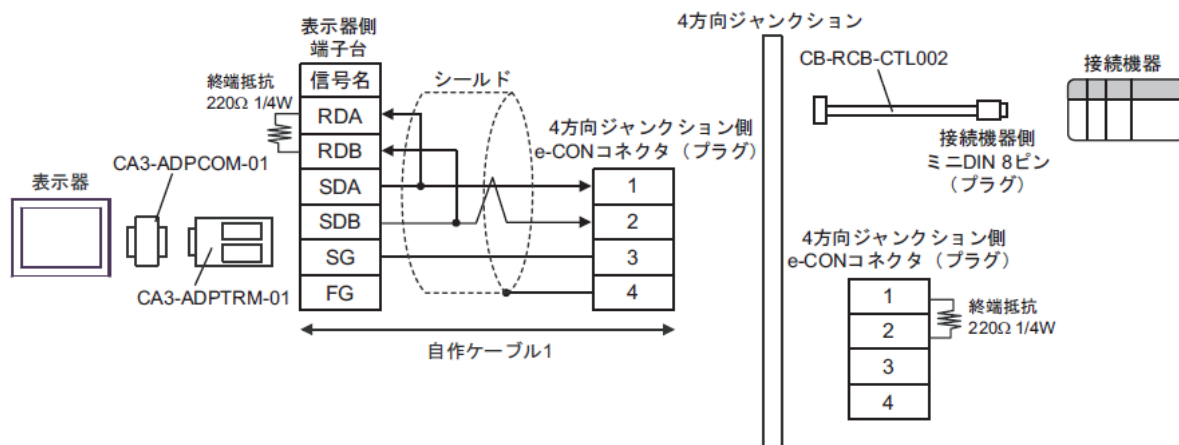 4方向ジャンクション
表示器側
端子台
信号名
RDA
RDB
SDA
SDB
SG
FG
終端抵抗
220Ω 1/4W
シールド
4方向ジャンクション側
e-CONコネクタ（プラグ）
1
2
3
4
表示器
CA3-ADPCOM-01
CA3-ADPTRM-01
自作ケーブル1
CB-RCB-CTL002
接続機器
接続機器側
ミニDIN 8ピン
（プラグ）
4方向ジャンクション側
e-CONコネクタ（プラグ）
1
2
3
4
終端抵抗
220Ω 1/4W